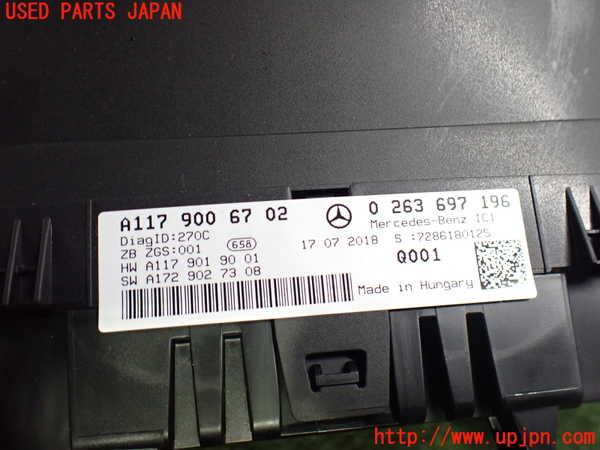 USED PARTS JAPAN
A117 900 67 02
0 263 697 196
DiagID:270C
Mercedes-Benz IC1
ZB ZGS:001
658
17 07 2018
S :7286180125
HW A117 901 90 01
Q001
SW A172 902 73 08
Made in Hungary
http://www.upjpn.com/